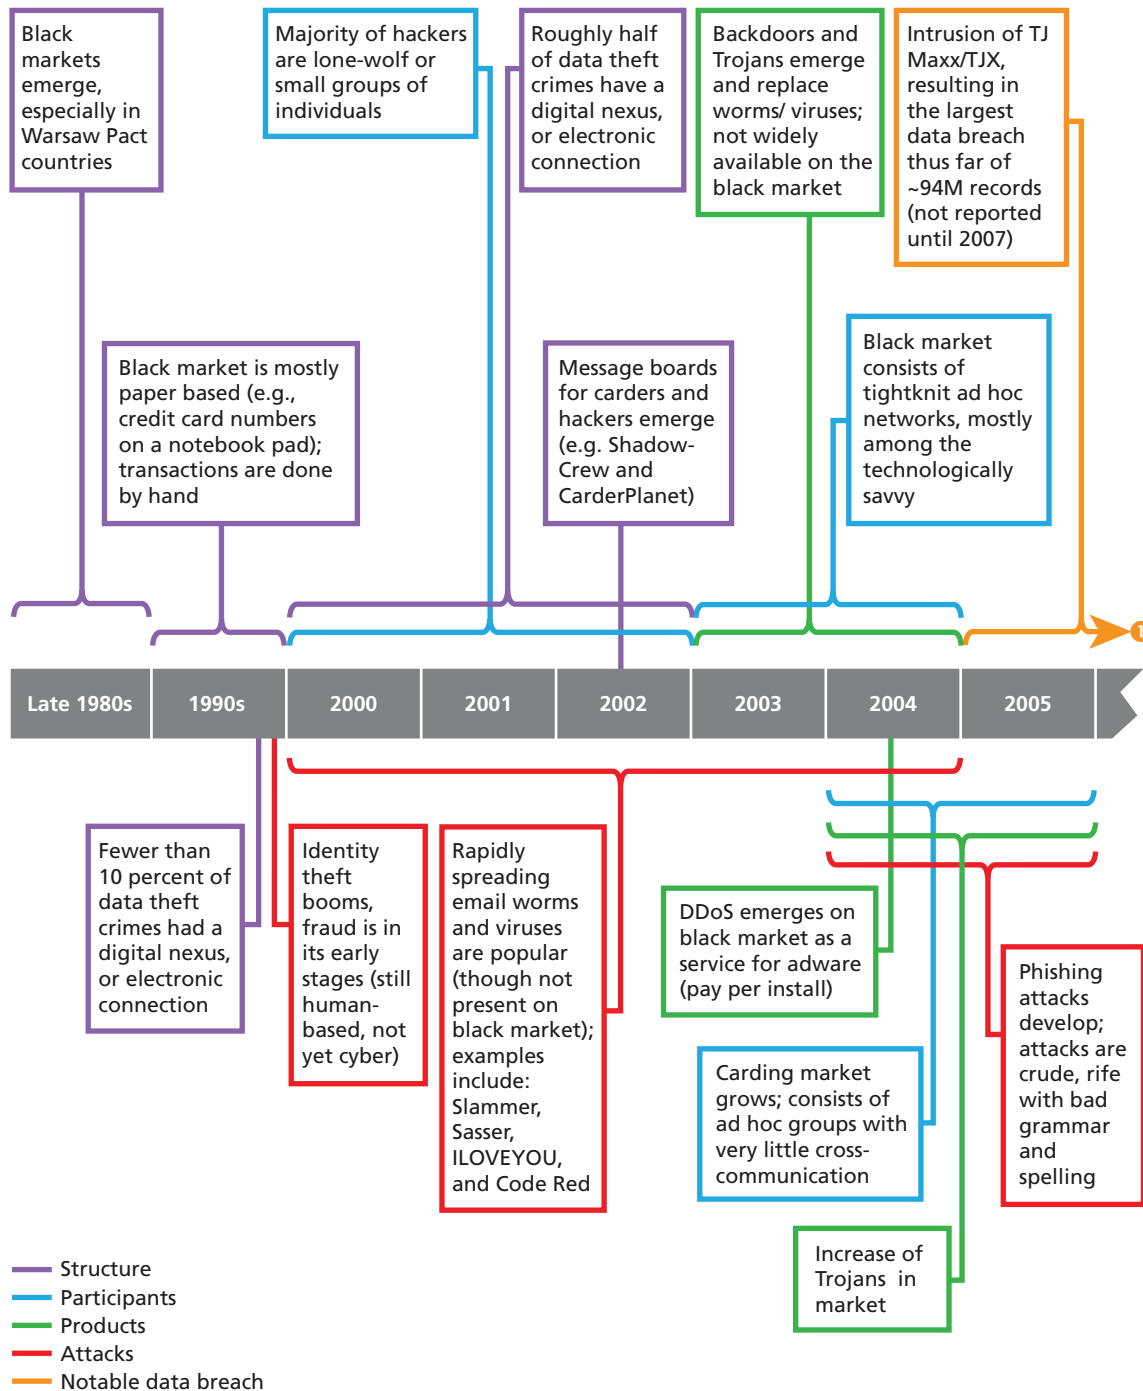 Black
markets
emerge,
especially in
Warsaw Pact
countries
Majority of hackers
are lone-wolf or
small groups of
individuals
Roughly half
of data theft
crimes have a
digital nexus,
or electronic
connection
Backdoors and
Trojans emerge
and replace
worms/ viruses;
not widely
available on the
black market
Intrusion of TJ
Maxx/TJX,
resulting in
the largest
data breach
thus far of
~94M records
(not reported
until 2007)
Black market is mostly
paper based (e.g.,
credit card numbers
on a notebook pad);
transactions are done
by hand
Message boards
for carders and
hackers emerge
(e.g. Shadow-
Crew and
CarderPlanet)
Black market
consists of
tightknit ad hoc
networks, mostly
among the
technologically
savvy
1
Late 1980s
1990s
2000
2001
2002
2003
2004
2005
Fewer than
10 percent of
data theft
crimes had a
digital nexus,
or electronic
connection
Identity
theft
booms,
fraud is in
its early
stages (still
human-
based, not
yet cyber)
Rapidly
spreading
email worms
and viruses
are popular
(though not
present on
black market);
examples
include:
Slammer,
Sasser,
ILOVEYOU,
and Code Red
DDoS emerges on
black market as a
service for adware
(pay per install)
Carding market
grows; consists of
ad hoc groups with
very little cross-
communication
Phishing
attacks
develop;
attacks are
crude, rife
with bad
grammar
and
spelling
Increase of
Trojans in
market
Structure
Participants
Products
Attacks
Notable data breach